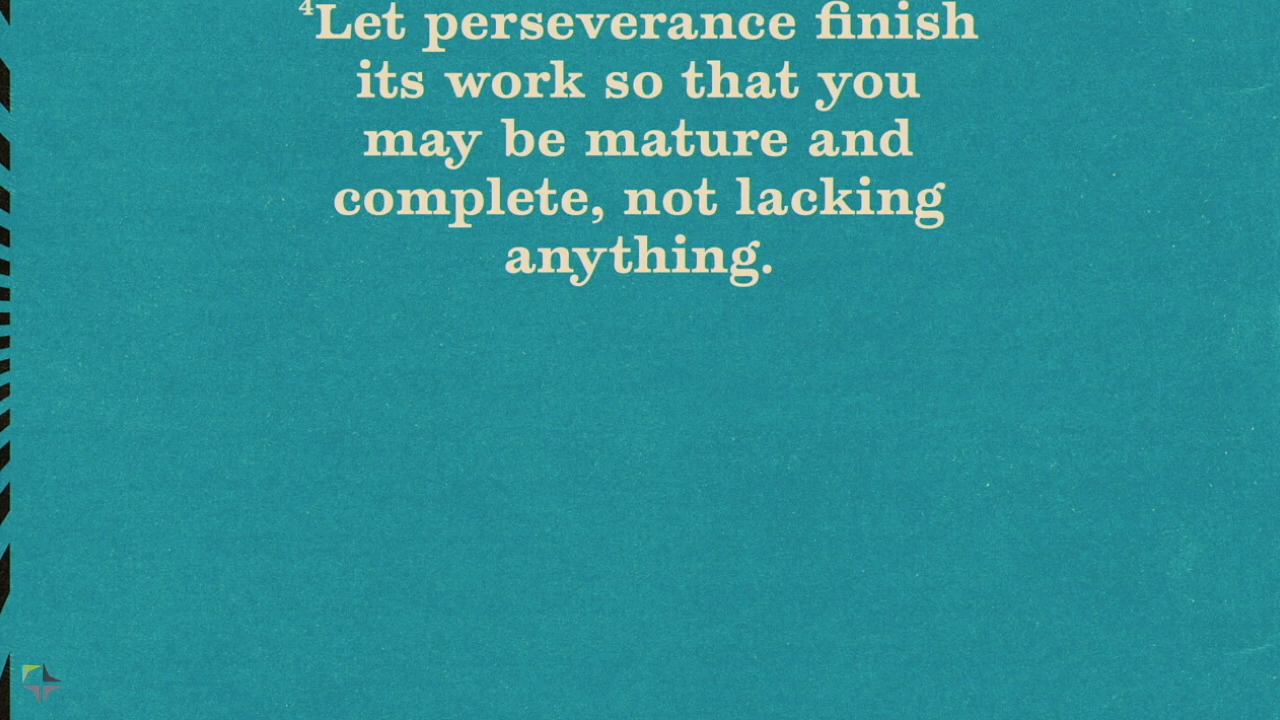 ⁴Let perseverance finish
its work so that you
may be mature and
complete, not lacking
anything.